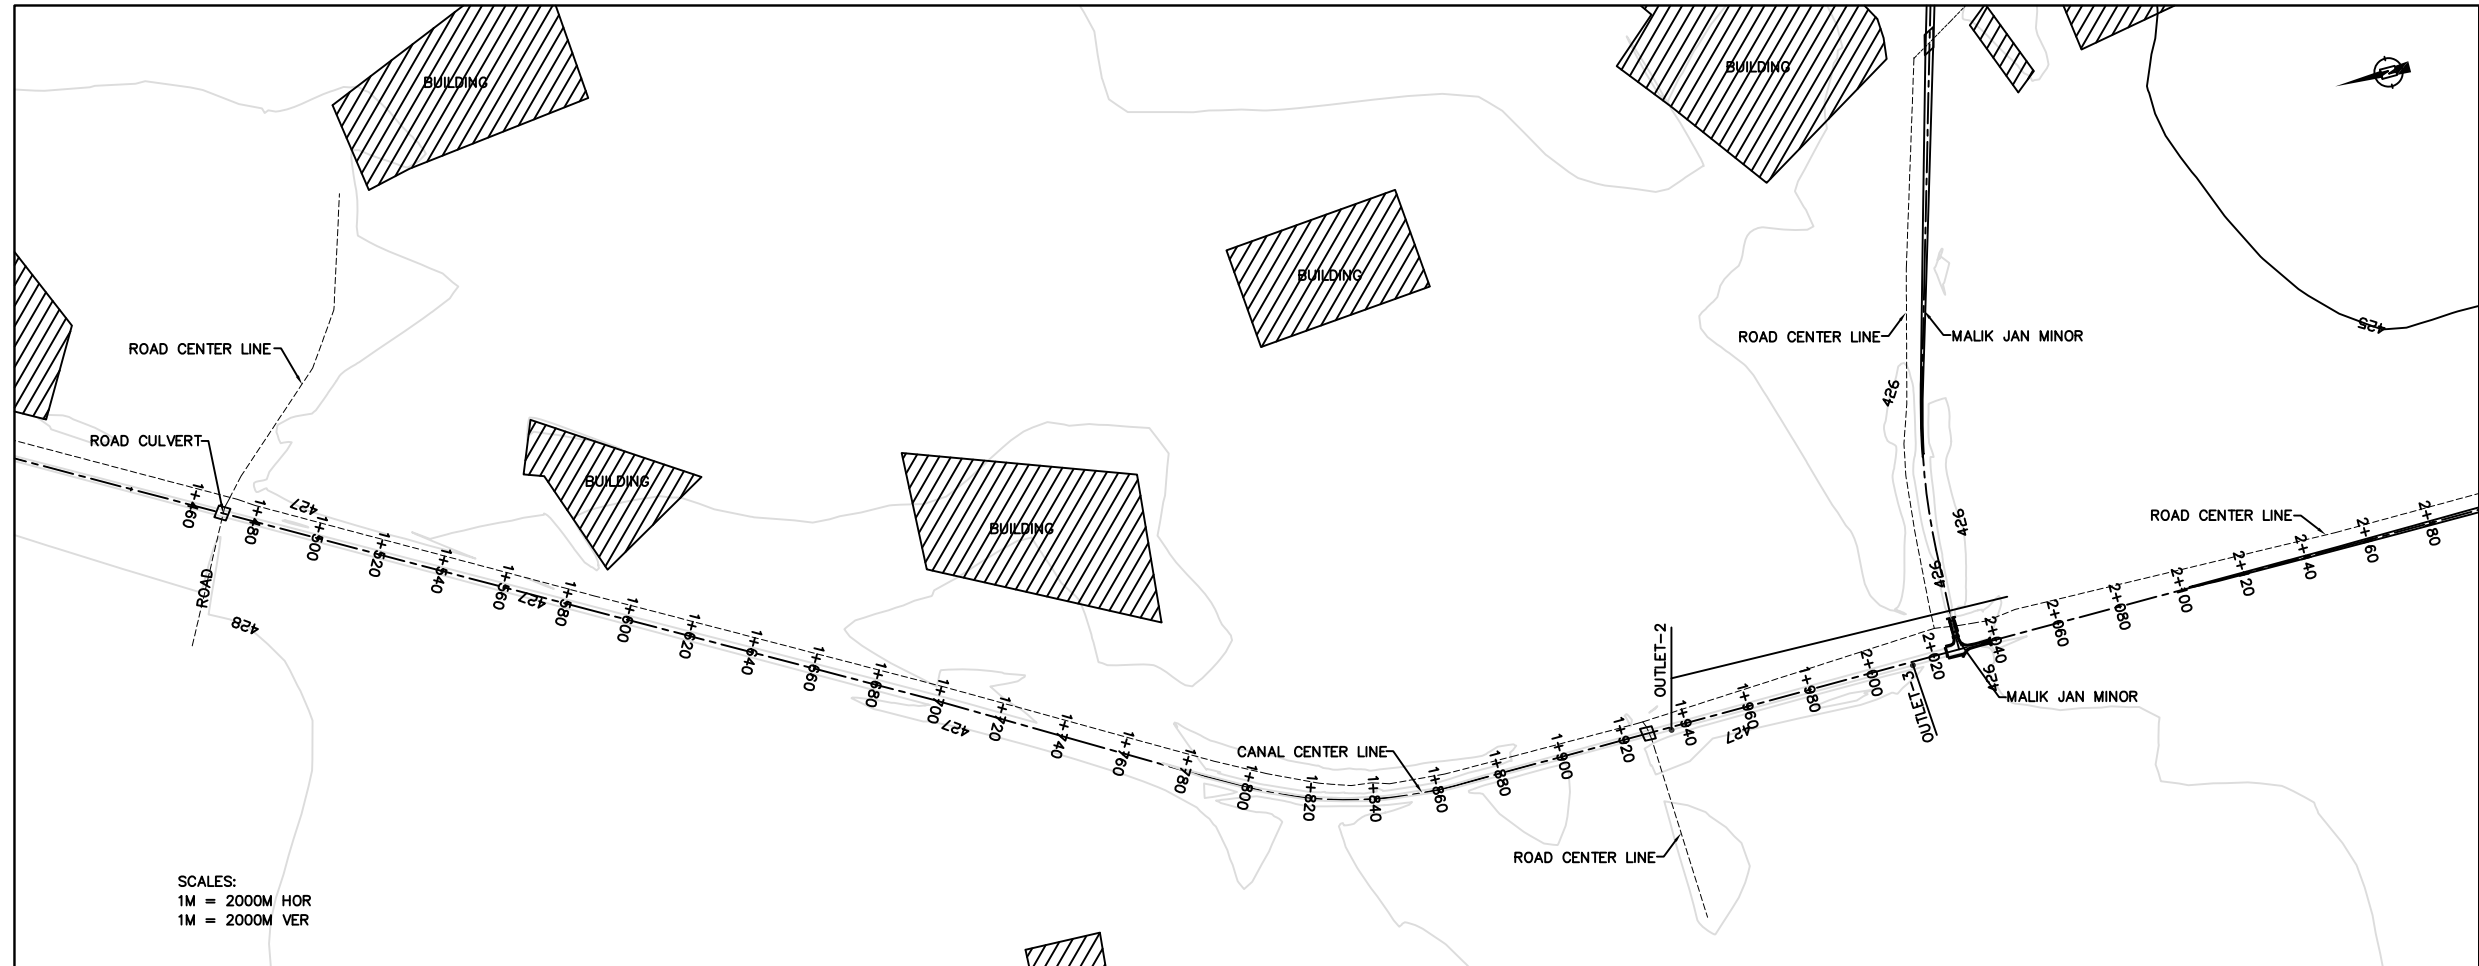 BUILDING
BUILDING
BUILDING
ROAD CENTER LINE
MALIK JAN MINOR
425
ROAD CENTER LINE
426
ROAD CULVERT
BUILDING
BUILDING
ROAD CENTER LINE
426
426
427
1+460
1+480
1+500
1+520
1+540
1+560
1+580
1+600
1+620
1+640
1+660
1+680
1+700
1+720
1+740
1+760
1+780
1+800
1+820
1+840
1+860
1+880
1+900
1+920
1+940
1+960
1+980
2+000
2+020
2+040
2+060
2+080
2+100
2+120
2+140
2+160
2+180
427
ROAD
428
OUTLET-2
OUTLET-3
426
MALIK JAN MINOR
427
427
CANAL CENTER LINE
ROAD CENTER LINE
SCALES:
1M = 2000M HOR
1M = 2000M VER